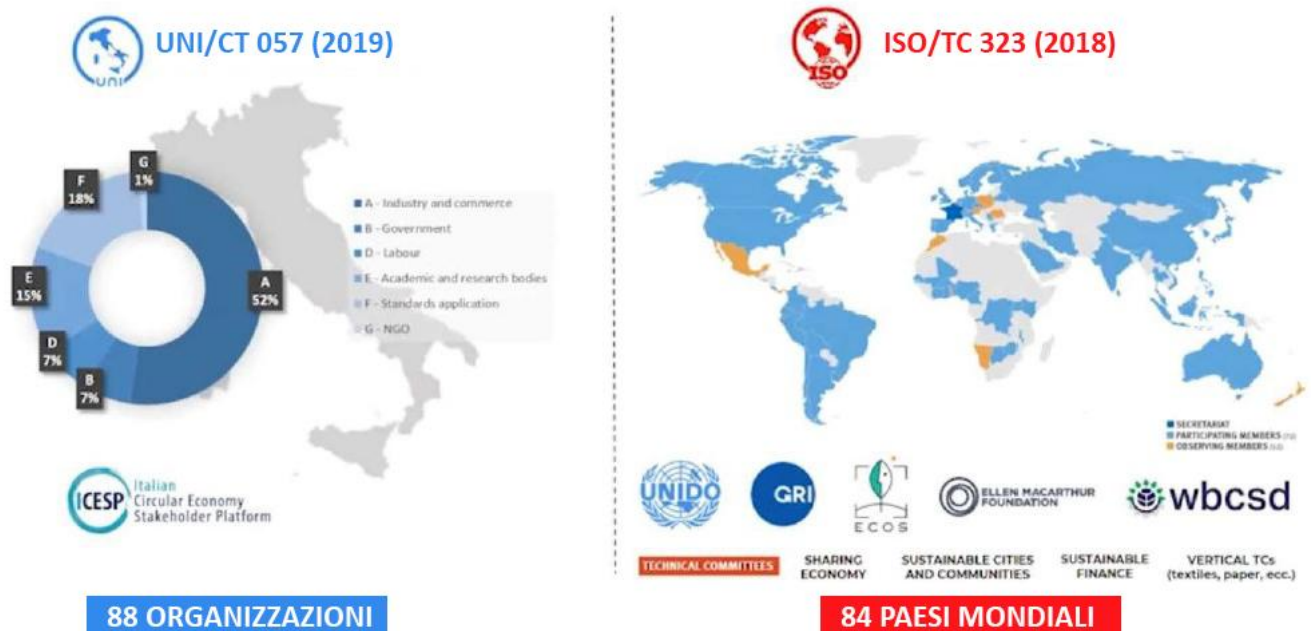 UNI/CT 057 (2019)
UNI
G
1%
F
18%
E
15%
D
7%
B
7%
A
52%
A - Industry and commerce
B - Government
D - Labour
E - Academic and research bodies
F - Standards application
G - NGO
ICESP
Italian
Circular Economy
Stakeholder Platform
88 ORGANIZZAZIONI
ISO/TC 323 (2018)
ISO
SECRETARIAT
PARTICIPATING MEMBERS
OBSERVING MEMBERS
UNIDO
GRI
ECOS
ELLEN MACARTHUR
FOUNDATION
wbcsd
TECHNICAL COMMITTEES
SHARING
ECONOMY
SUSTAINABLE CITIES
AND COMMUNITIES
SUSTAINABLE
FINANCE
VERTICAL TCs
(textiles, paper, ecc.)
84 PAESI MONDIALI